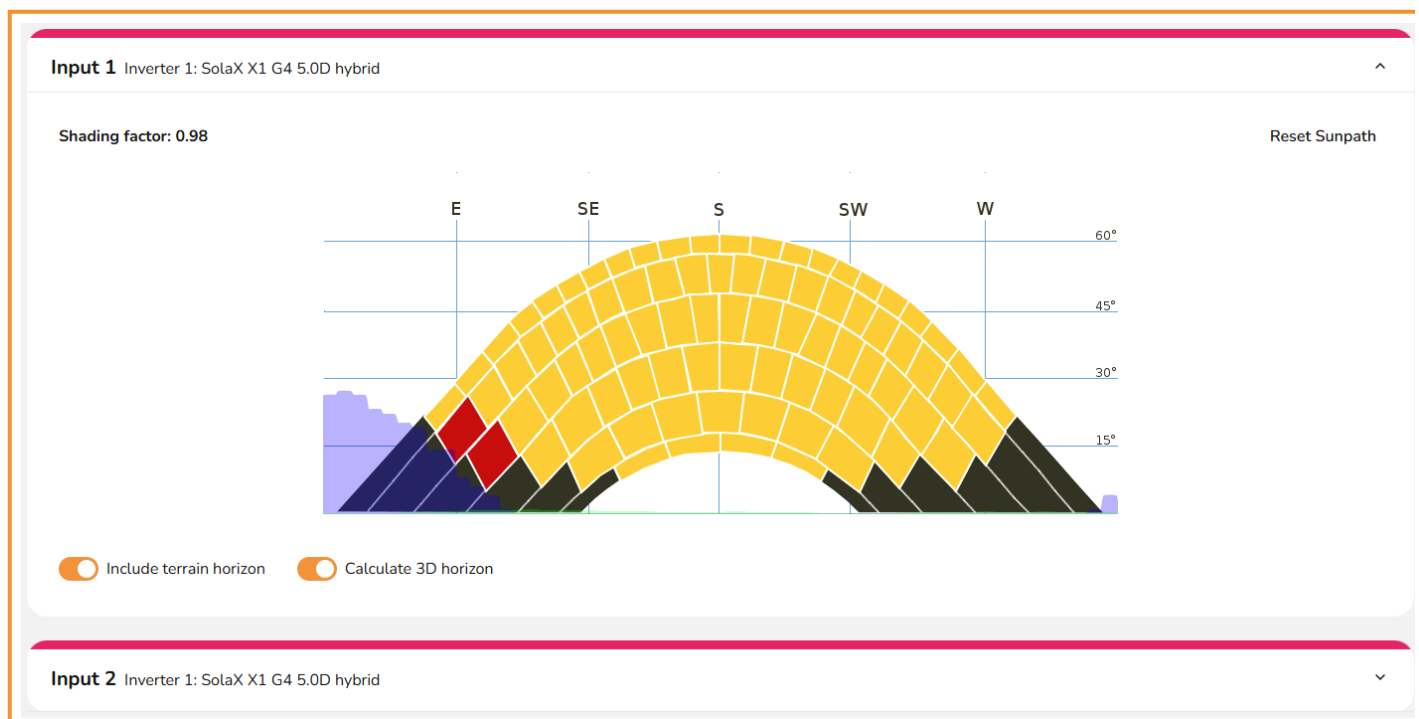 Input 1 Inverter 1: SolaX X1 G4 5.0D hybrid
Shading factor: 0.98
Reset Sunpath
E SE S SW W
60°
45°
30°
15°
Include terrain horizon
Calculate 3D horizon
Input 2 Inverter 1: SolaX X1 G4 5.0D hybrid